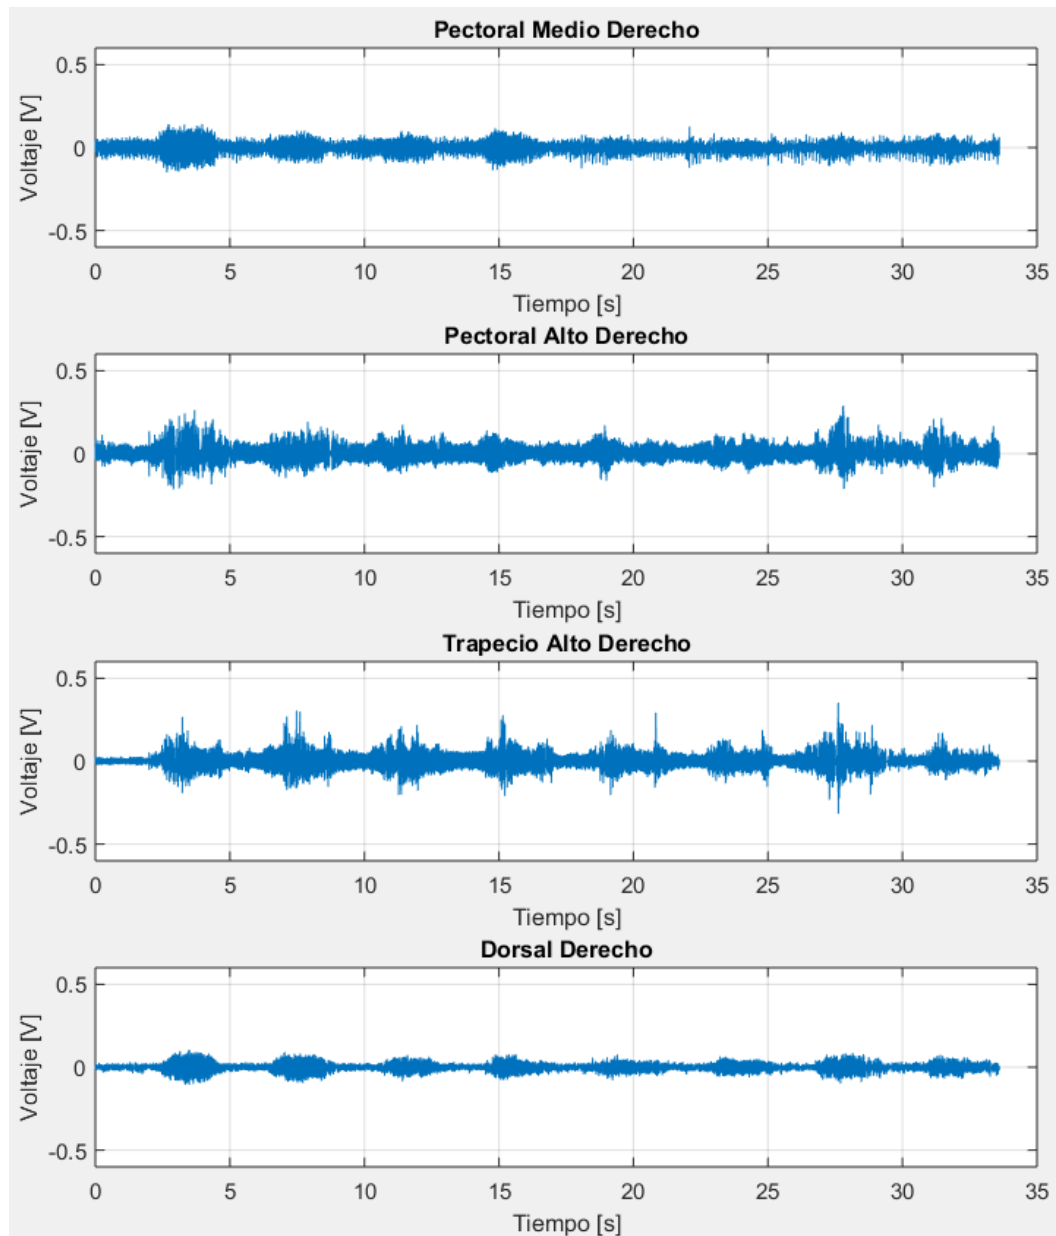 Pectoral Medio Derecho
Voltaje [V]
0.5
0
-0.5
0 5 10 15 20 25 30 35
Tiempo [s]
Pectoral Alto Derecho
Voltaje [V]
0.5
0
-0.5
0 5 10 15 20 25 30 35
Tiempo [s]
Trapecio Alto Derecho
Voltaje [V]
0.5
0
-0.5
0 5 10 15 20 25 30 35
Tiempo [s]
Dorsal Derecho
Voltaje [V]
0.5
0
-0.5
0 5 10 15 20 25 30 35
Tiempo [s]